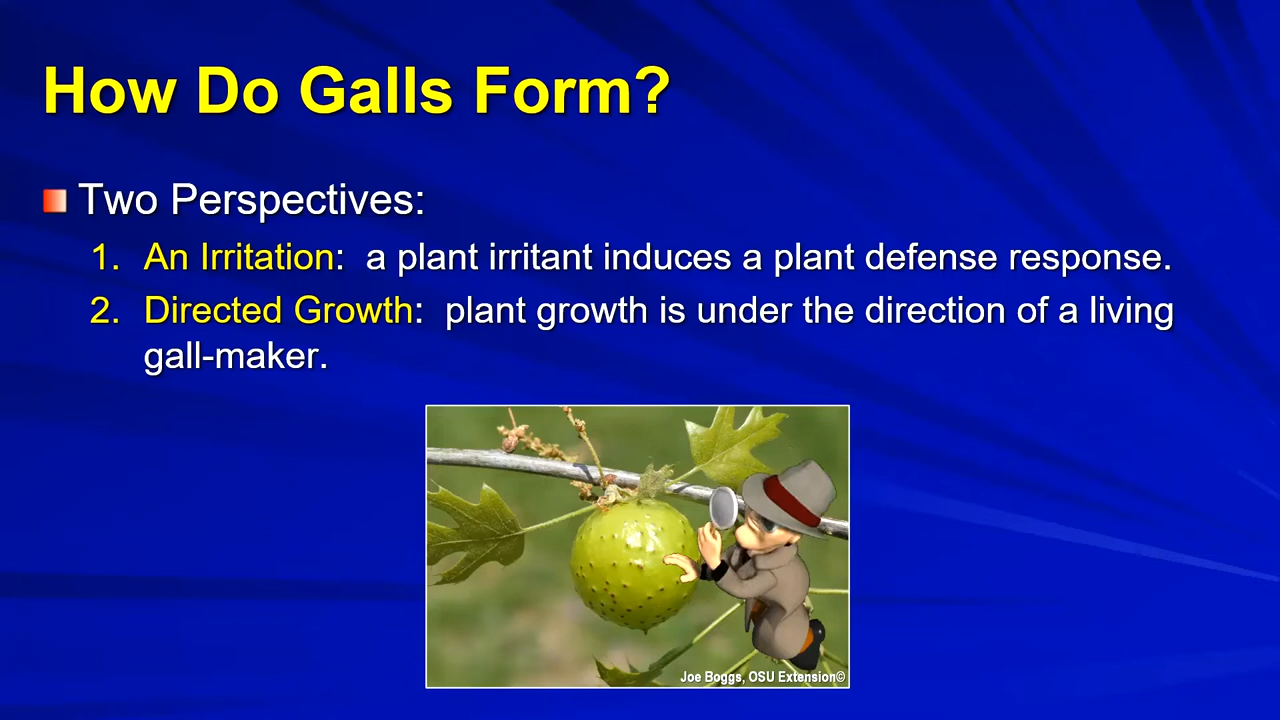 How Do Galls Form?
Two Perspectives:
1. An Irritation: a plant irritant induces a plant defense response.
2. Directed Growth: plant growth is under the direction of a living
gall-maker.
Joe Boggs, OSU Extension©